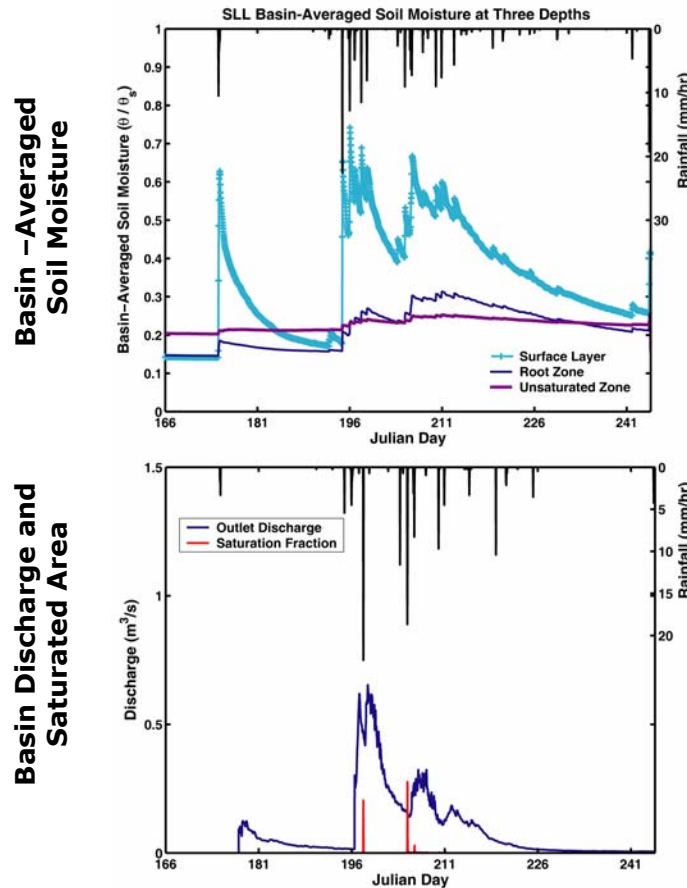 Basin –Averaged
Soil Moisture
SLL Basin-Averaged Soil Moisture at Three Depths
Basin-Averaged Soil Moisture (θ / θs)
1
0.9
0.8
0.7
0.6
0.5
0.4
0.3
0.2
0.1
0
0
10
20
30
Rainfall (mm/hr)
Surface Layer
Root Zone
Unsaturated Zone
166 181 196 211 226 241
Julian Day
Basin Discharge and
Saturated Area
Discharge (m³/s)
1.5
1
0.5
0
0
5
10
15
20
Rainfall (mm/hr)
Outlet Discharge
Saturation Fraction
166 181 196 211 226 241
Julian Day